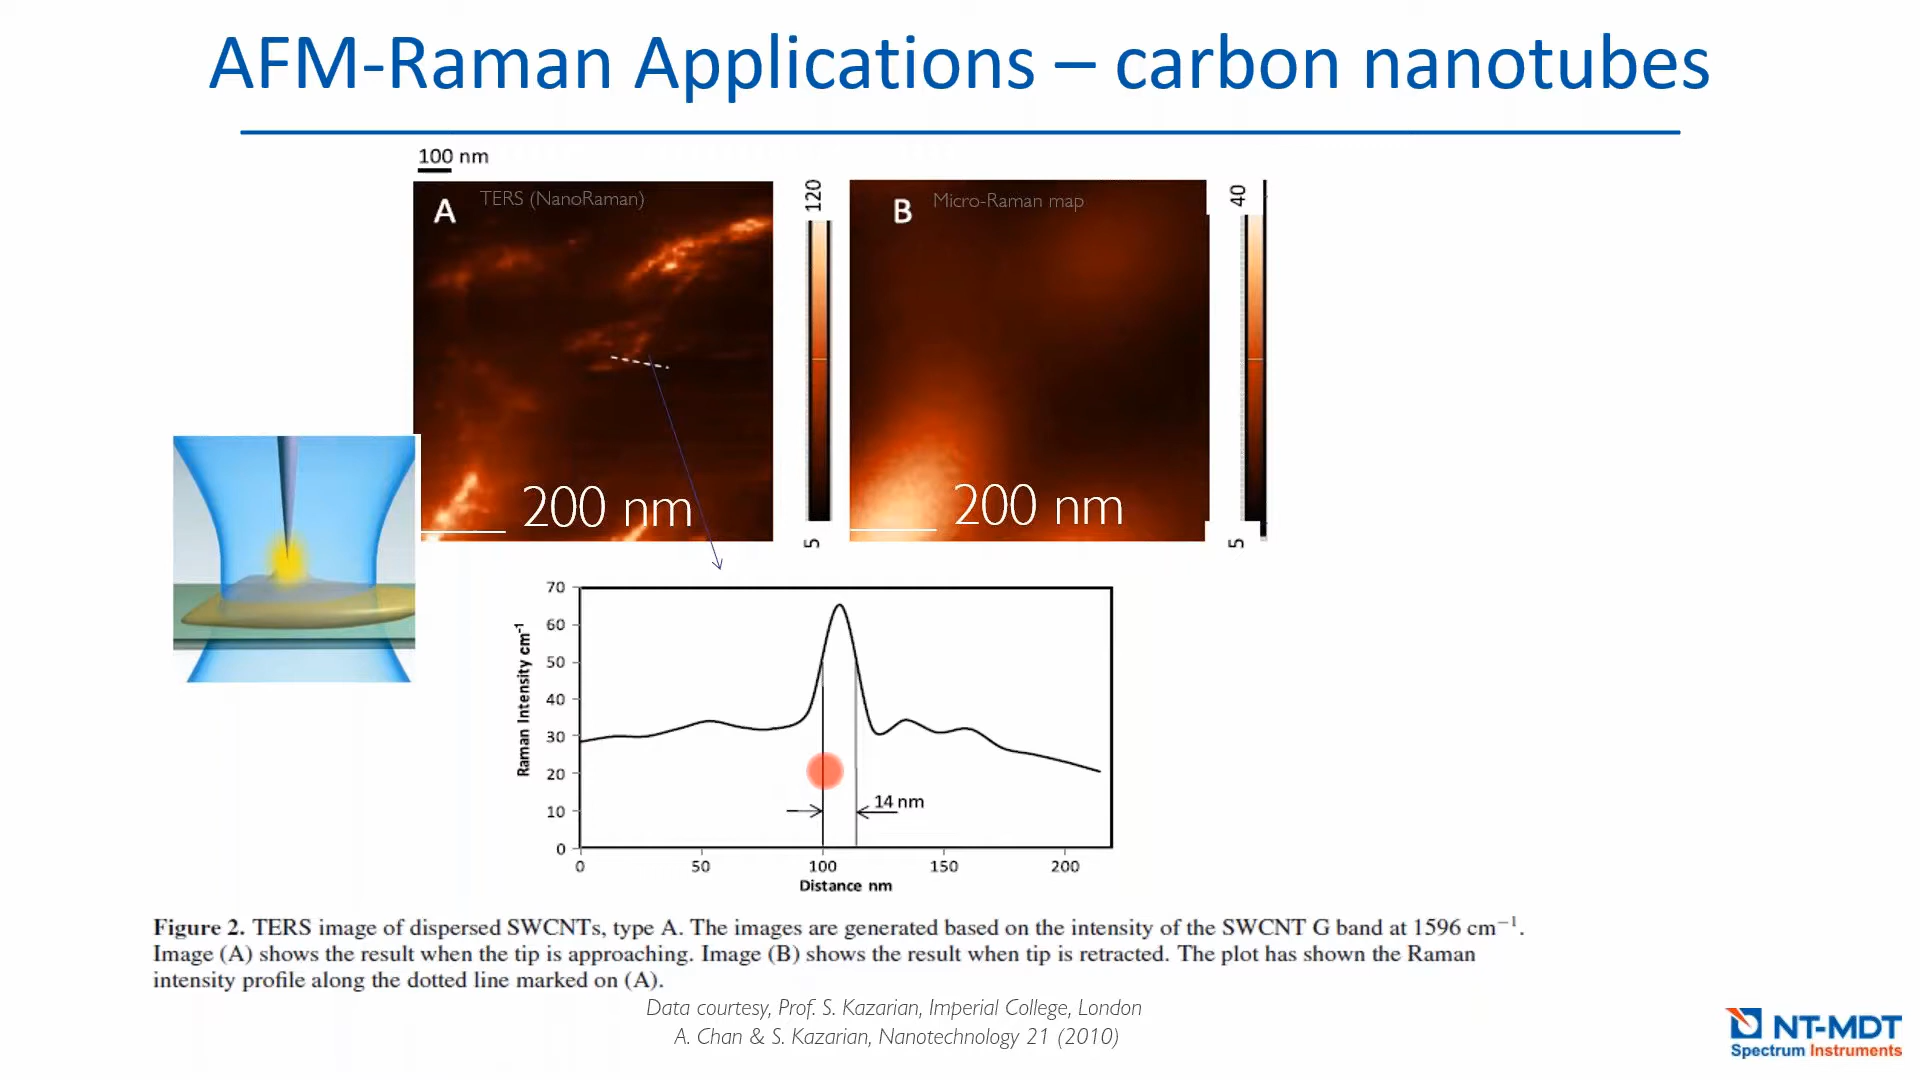 AFM-Raman Applications – carbon nanotubes
100 nm
A
TERS (NanoRaman)
200 nm
120
5
B
Micro-Raman map
200 nm
40
5
70
60
50
40
30
20
10
0
Raman Intensity cm⁻¹
14 nm
0 50 100 150 200
Distance nm
Figure 2. TERS image of dispersed SWCNTs, type A. The images are generated based on the intensity of the SWCNT G band at 1596 cm⁻¹.
Image (A) shows the result when the tip is approaching. Image (B) shows the result when tip is retracted. The plot has shown the Raman
intensity profile along the dotted line marked on (A).
Data courtesy, Prof. S. Kazarian, Imperial College, London
A. Chan & S. Kazarian, Nanotechnology 21 (2010)
NT-MDT
Spectrum Instruments